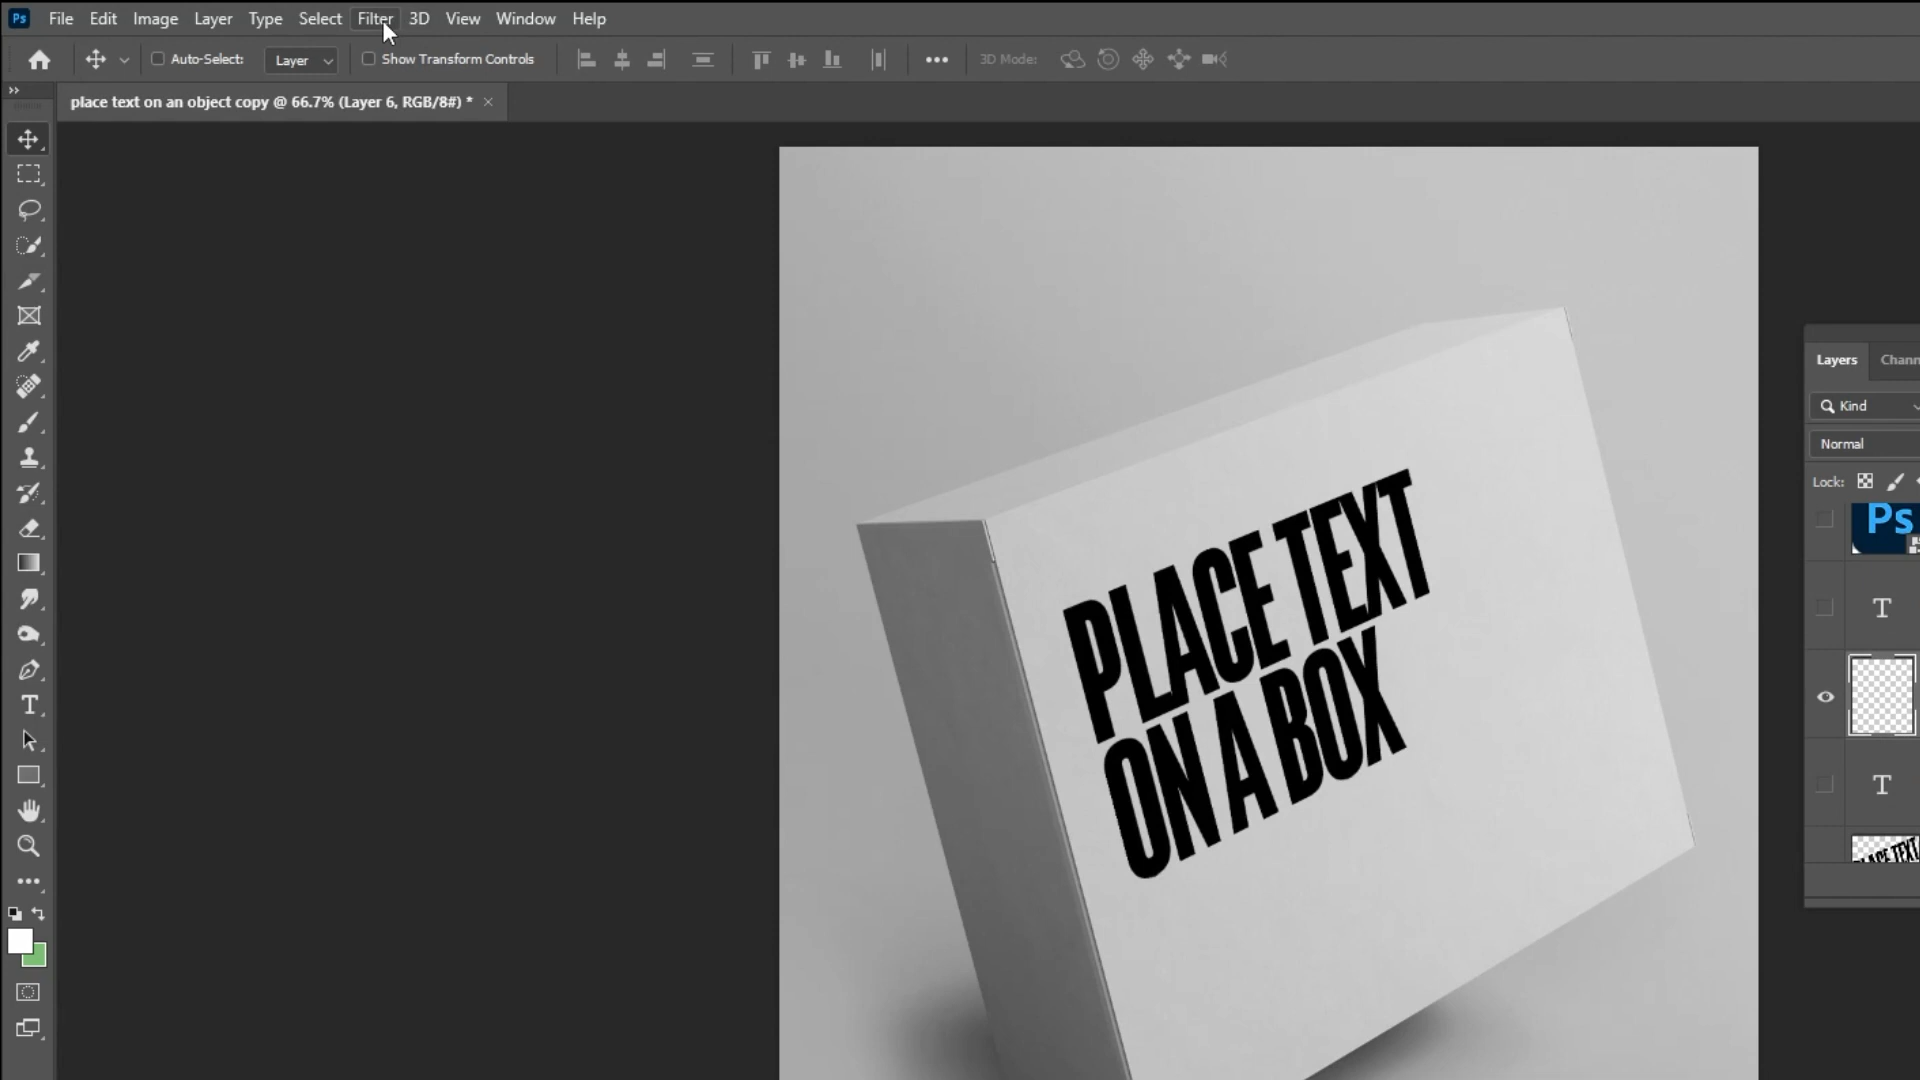 Ps File Edit Image Layer Type Select Filter 3D View Window Help
Auto-Select: Layer Show Transform Controls 3D Mode:
place text on an object copy @ 66.7% (Layer 6, RGB/8#) *
PLACE TEXT
ON A BOX
Layers Chann
Kind
Normal
Lock:
Ps
T
T
PLACE TEXT
T